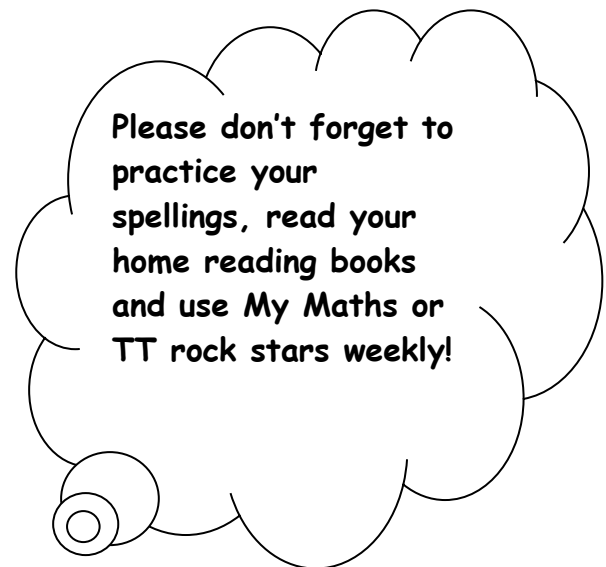 Please don't forget to
practice your
spellings, read your
home reading books
and use My Maths or
TT rock stars weekly!